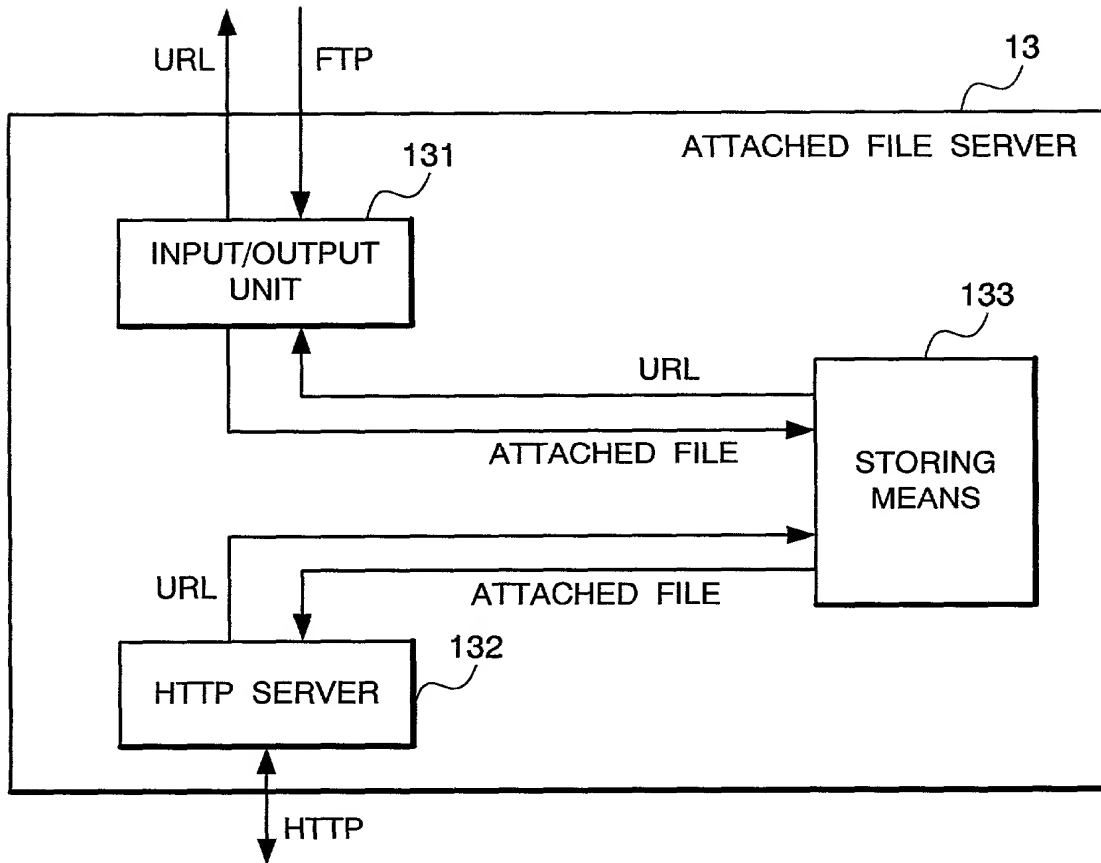 URL
FTP
13
ATTACHED FILE SERVER
131
INPUT/OUTPUT
UNIT
133
URL
ATTACHED FILE
STORING
MEANS
URL
ATTACHED FILE
132
HTTP SERVER
HTTP